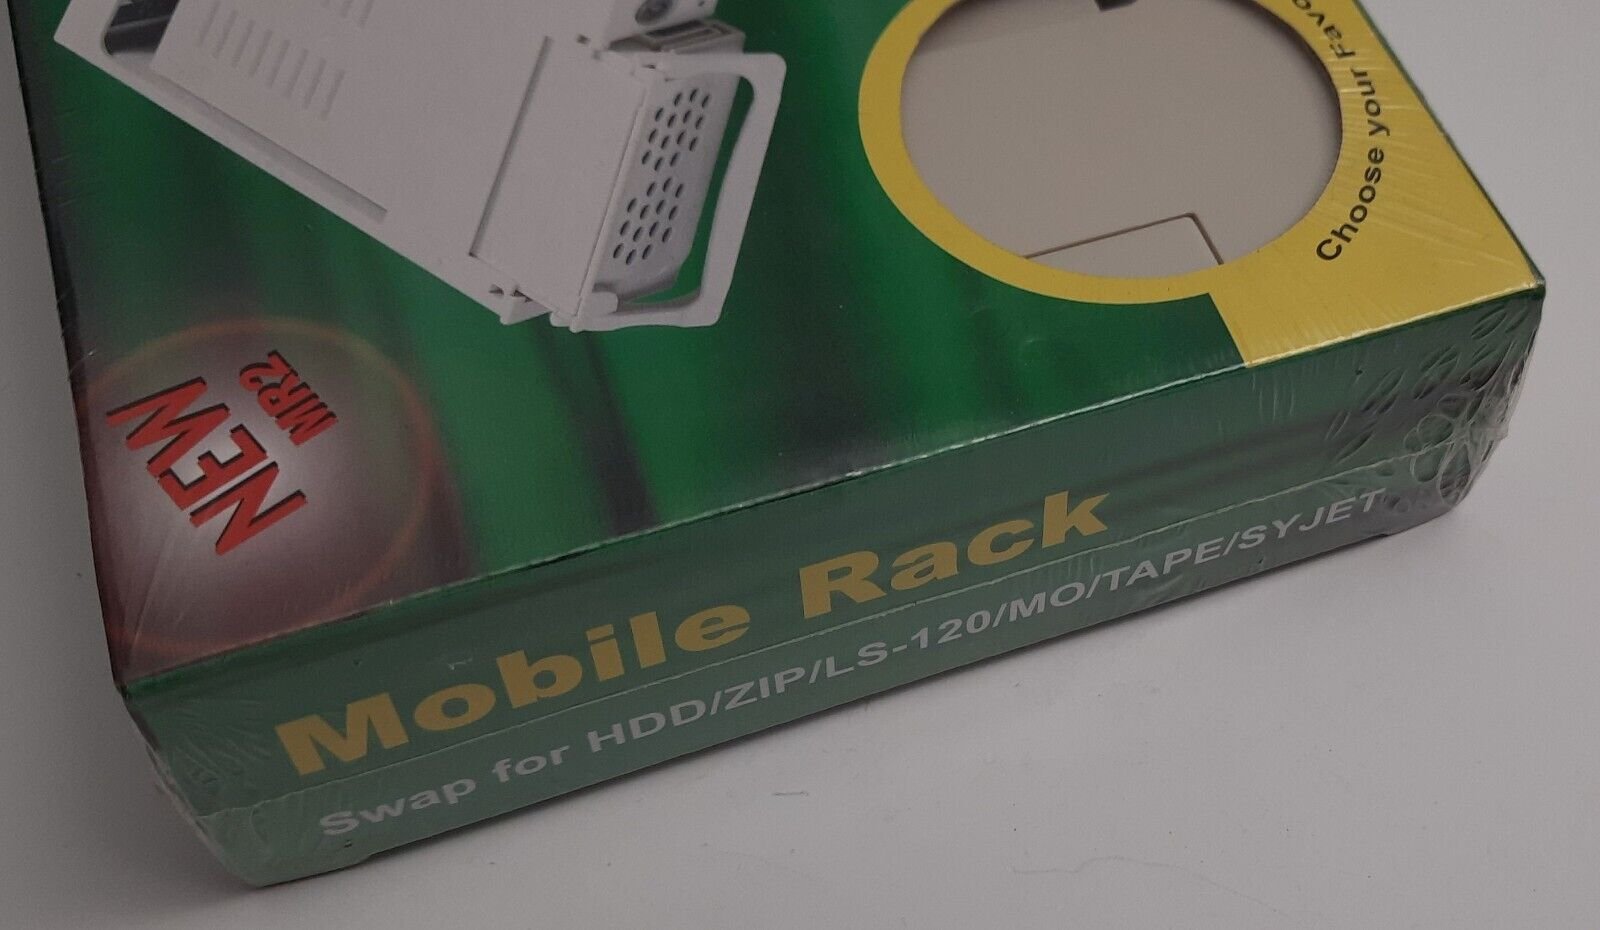 Choose your
NEW
MR2
Mobile Rack
Swap for HDD/ZIP/LS-120/MO/TAPE/SYJET